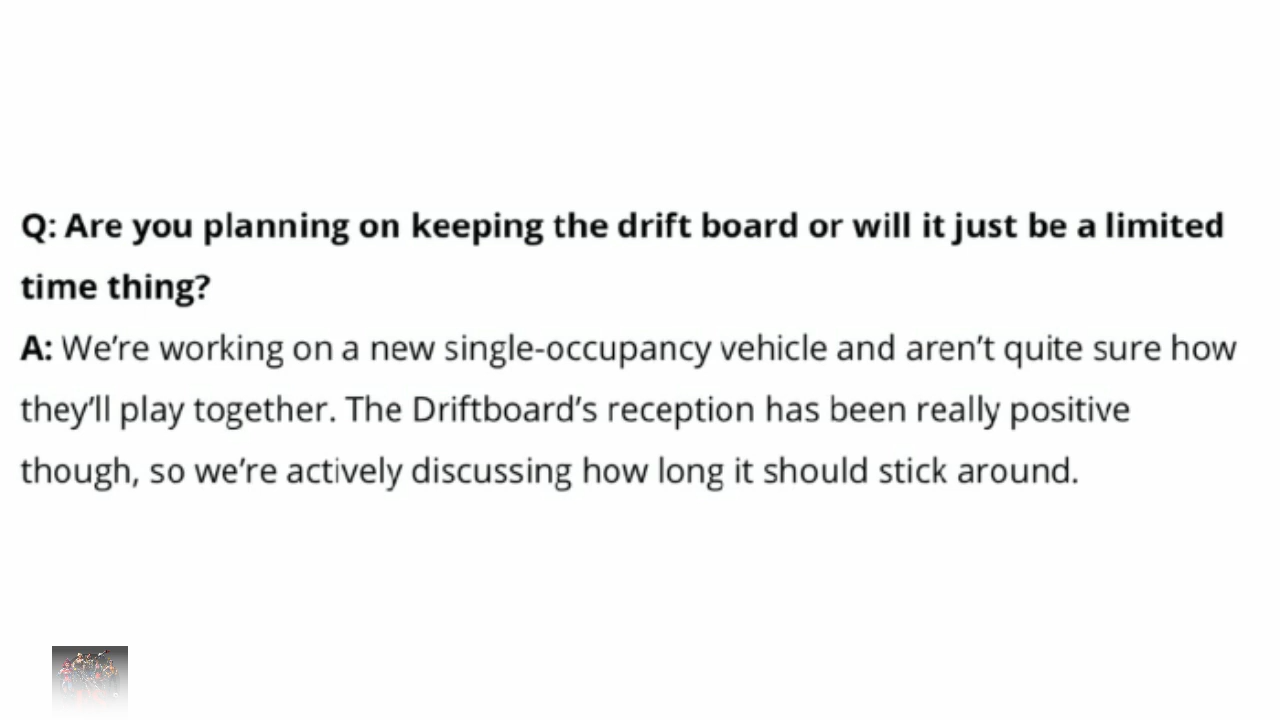 Q: Are you planning on keeping the drift board or will it just be a limited
time thing?
A: We’re working on a new single-occupancy vehicle and aren’t quite sure how
they’ll play together. The Driftboard’s reception has been really positive
though, so we’re actively discussing how long it should stick around.